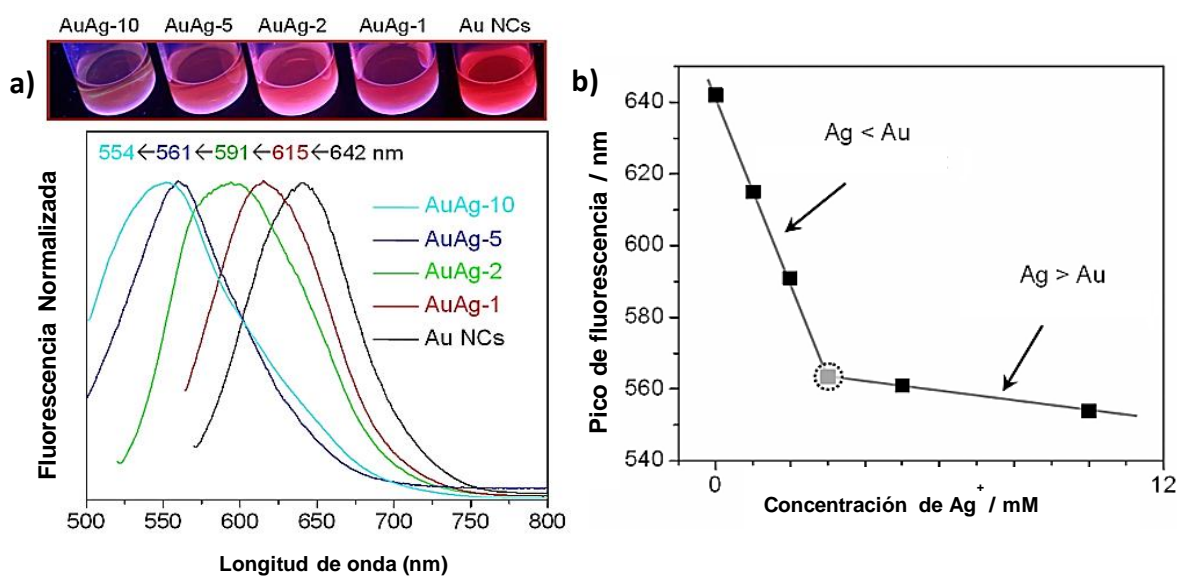 AuAg-10 AuAg-5 AuAg-2 AuAg-1 Au NCs
a)
554←561←591←615←642 nm
AuAg-10
AuAg-5
AuAg-2
AuAg-1
Au NCs
Fluorescencia Normalizada
500 550 600 650 700 750 800
Longitud de onda (nm)
b)
640
620
600
580
560
540
Ag < Au
Ag > Au
Pico de fluorescencia / nm
0 12
Concentración de Ag⁺ / mM